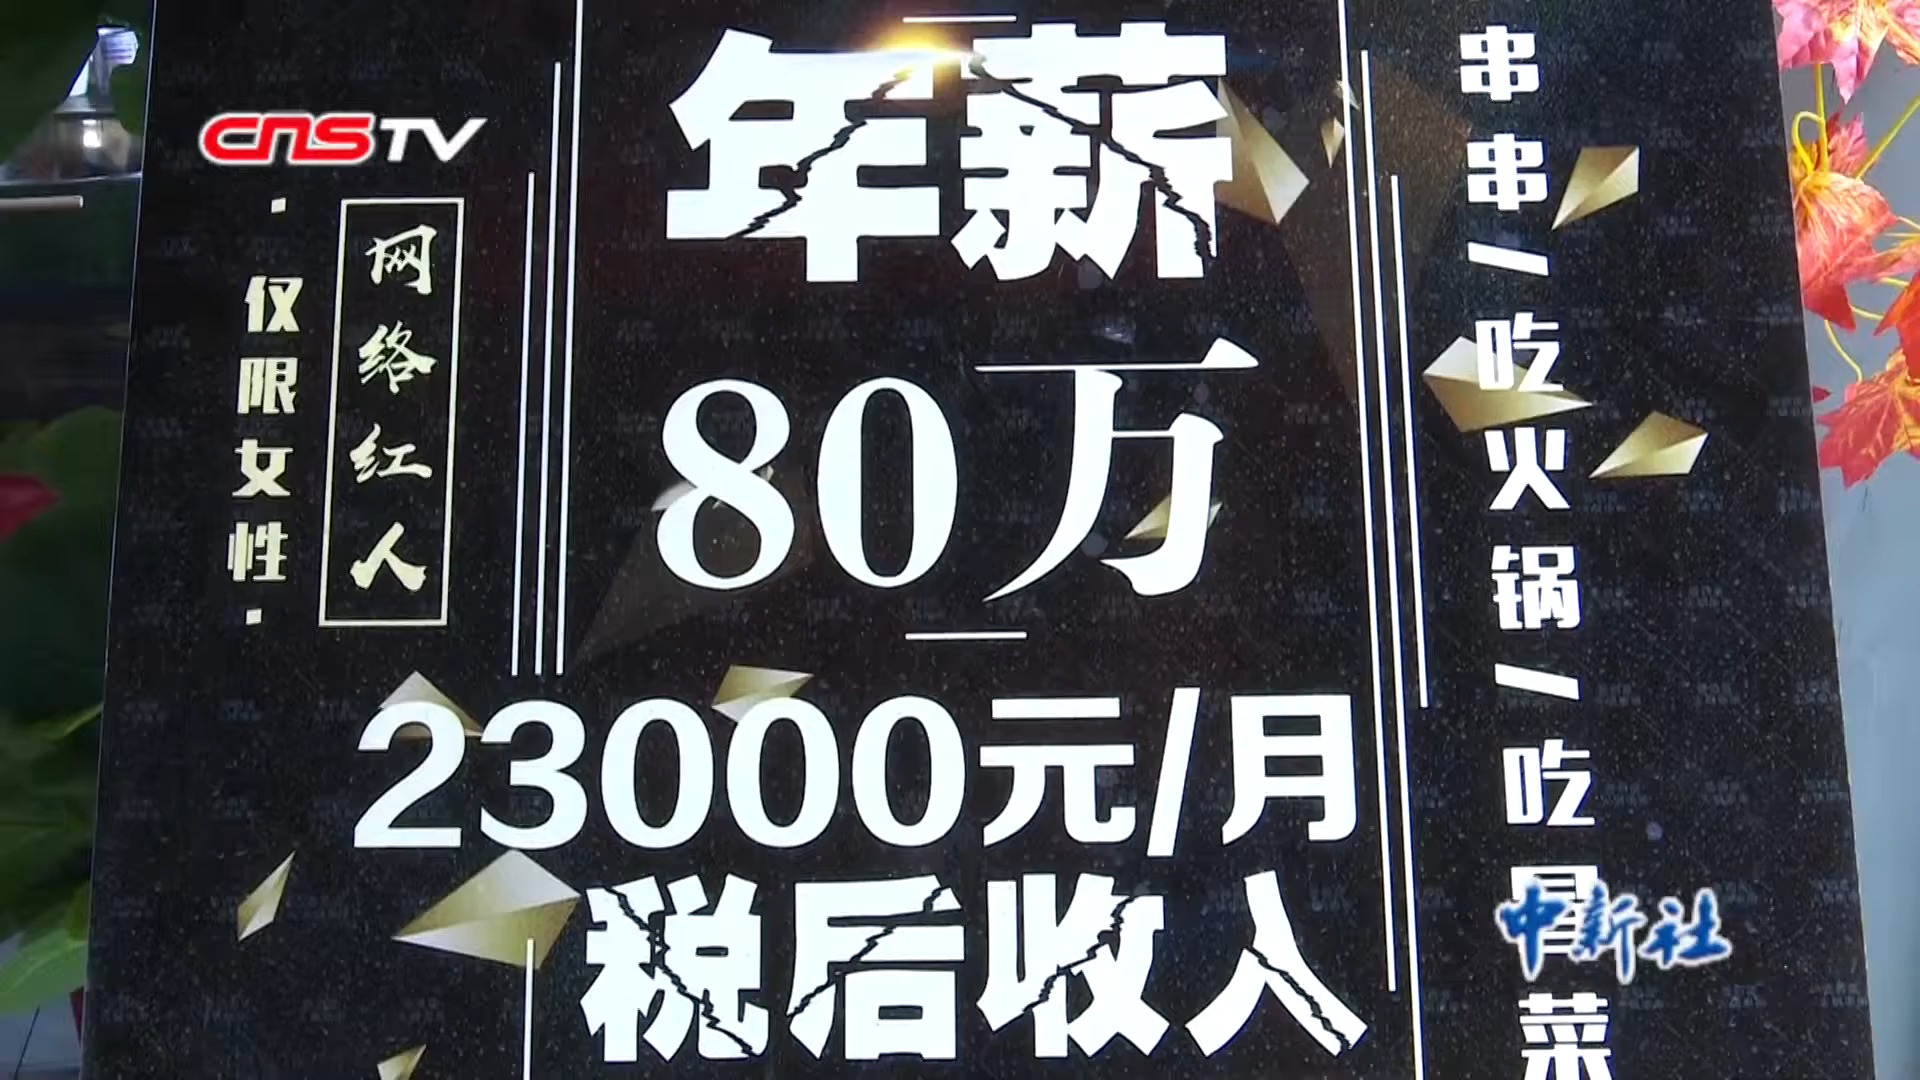 CNSTV
年薪
80万
23000元/月
税后收入
网络红人
·仅限女性·
串串/吃火锅/吃冒菜
中新社